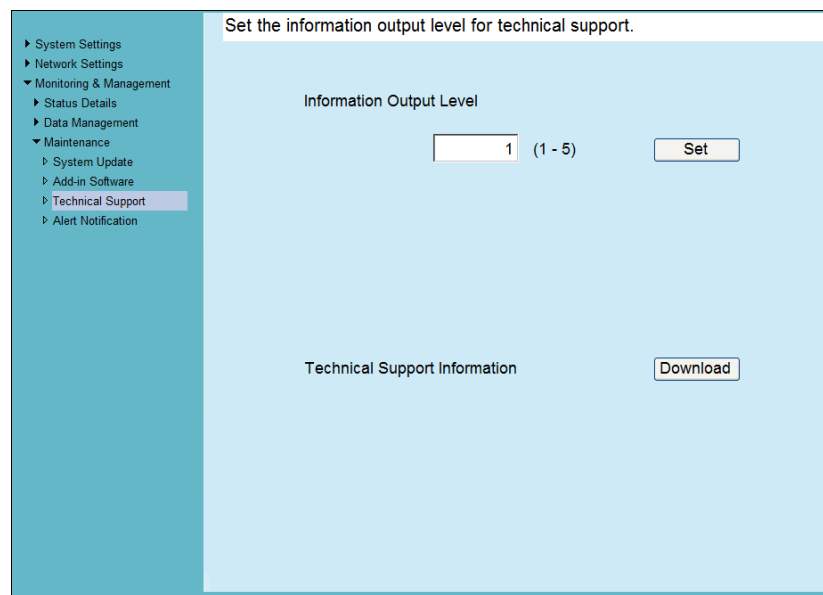 Set the information output level for technical support.
System Settings
Network Settings
Monitoring & Management
Status Details
Data Management
Maintenance
System Update
Add-in Software
Technical Support
Alert Notification
Information Output Level
1 (1 - 5) Set
Technical Support Information Download